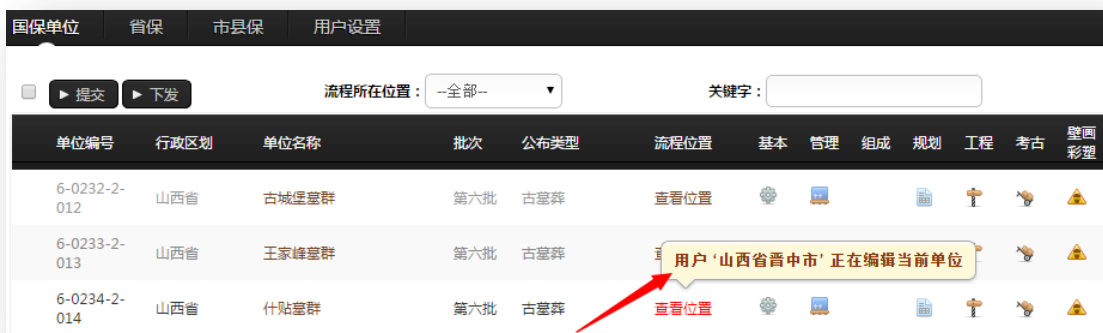 国保单位 省保 市县保 用户设置
提交 下发 流程所在位置： --全部-- 关键字：
单位编号 行政区划 单位名称 批次 公布类型 流程位置 基本 管理 组成 规划 工程 考古 壁画彩塑
6-0232-2-012 山西省 古城堡墓群 第六批 古墓葬 查看位置
6-0233-2-013 山西省 王家峰墓群 第六批 古墓葬
用户 ‘山西省晋中市’ 正在编辑当前单位
6-0234-2-014 山西省 什贴墓群 第六批 古墓葬 查看位置